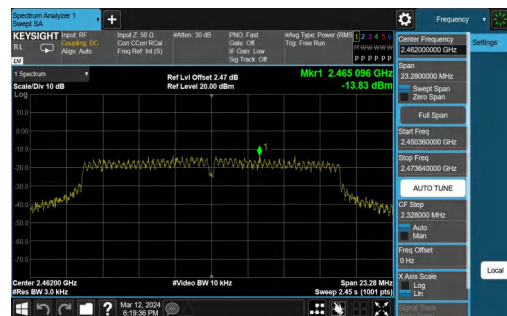 Spectrum Analyzer 1
Swept SA
Frequency
KEYSIGHT
Input: RF
Coupling: DC
Align: Auto
Input Z: 50 Ω
Corr CCorr RCal
Freq Ref: Int (S)
#Atten: 30 dB
PNO: Fast
Gate: Off
IF Gain: Low
Sig Track: Off
#Avg Type: Power (RMS
Trig: Free Run
1 2 3 4 5 6
M W W W W W
P P P P P P
RL
1 Spectrum
Scale/Div 10 dB
Log
Ref Lvl Offset 2.47 dB
Ref Level 20.00 dBm
Mkr1 2.465 096 GHz
-13.83 dBm
10.0
0.00
-10.0
-20.0
-30.0
-40.0
-50.0
-60.0
-70.0
1
Center 2.46200 GHz
#Res BW 3.0 kHz
#Video BW 10 kHz
Span 23.28 MHz
Sweep 2.45 s (1001 pts)
Mar 12, 2024
6:19:36 PM
Center Frequency
2.462000000 GHz
Span
23.2800000 MHz
Swept Span
Zero Span
Full Span
Start Freq
2.450360000 GHz
Stop Freq
2.473640000 GHz
AUTO TUNE
CF Step
2.328000 MHz
Auto
Man
Freq Offset
0 Hz
X Axis Scale
Log
Lin
Signal Track
Settings
Local